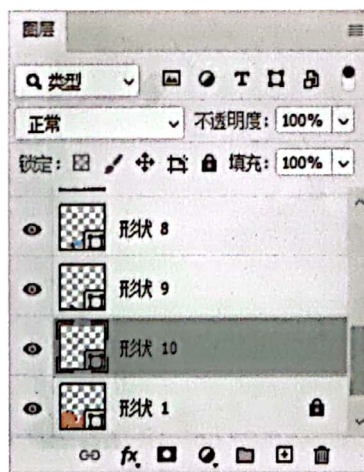 图层
类型 T
正常 不透明度: 100%
锁定: 填充: 100%
形状 8
形状 9
形状 10
形状 1
fx